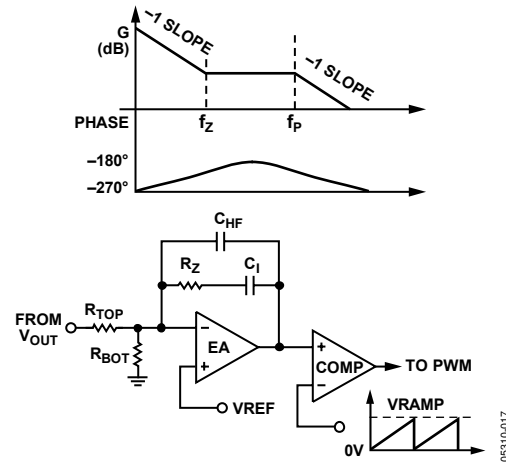 G
(dB)
–1 SLOPE
–1 SLOPE
PHASE
fZ
fP
–180°
–270°
CHF
RZ
CI
FROM
VOUT
RTOP
RBOT
–
+
EA
VREF
+
–
COMP
TO PWM
VRAMP
0V
05310-017